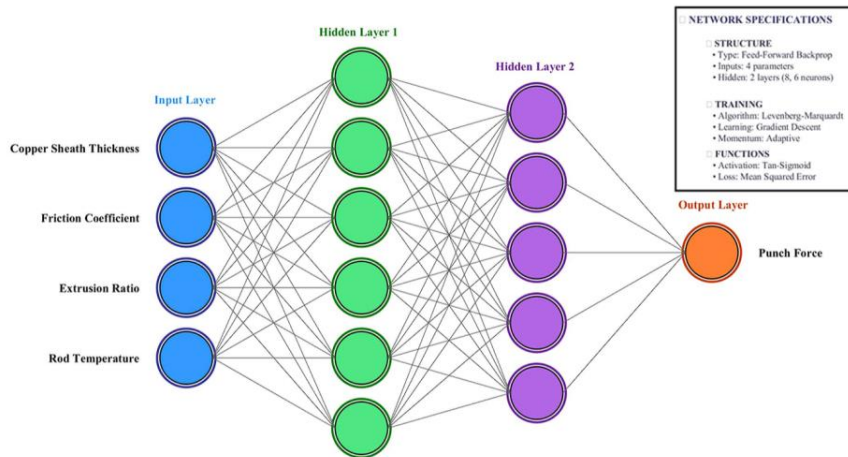 Hidden Layer 1
Hidden Layer 2
Input Layer
Copper Sheath Thickness
Friction Coefficient
Extrusion Ratio
Rod Temperature
Output Layer
Punch Force
NETWORK SPECIFICATIONS
STRUCTURE
• Type: Feed-Forward Backprop
• Inputs: 4 parameters
• Hidden: 2 layers (8, 6 neurons)
TRAINING
• Algorithm: Levenberg-Marquardt
• Learning: Gradient Descent
• Momentum: Adaptive
FUNCTIONS
• Activation: Tan-Sigmoid
• Loss: Mean Squared Error